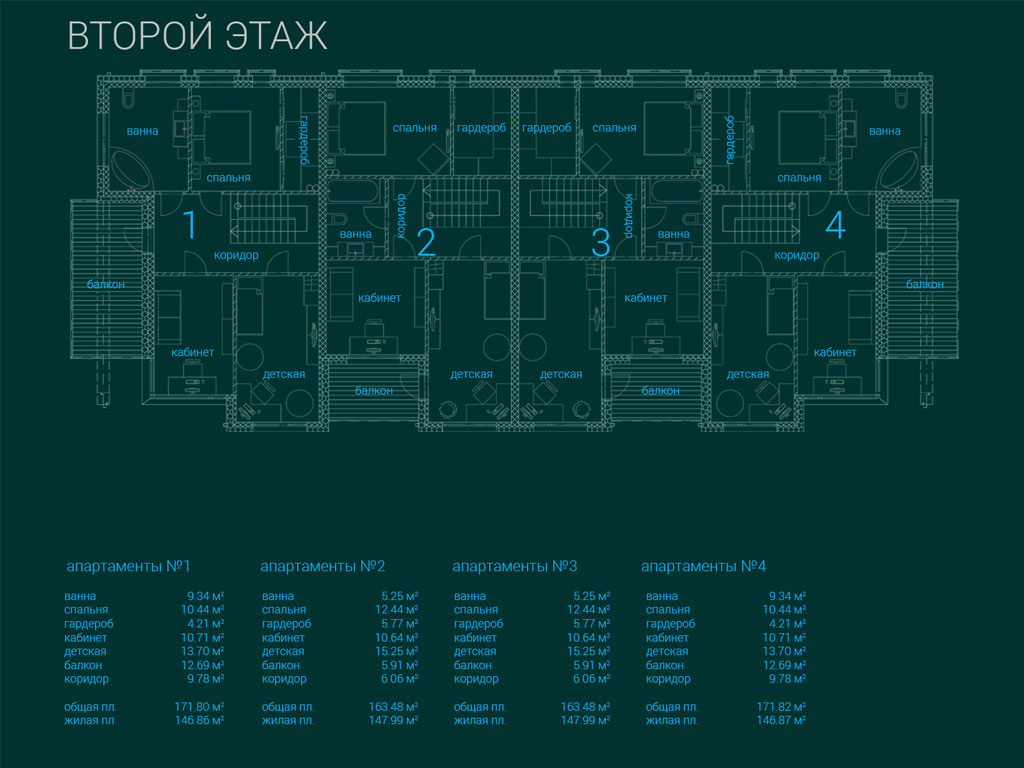 ВТОРОЙ ЭТАЖ
ванна
спальня
гардероб
спальня
гардероб
гардероб
спальня
гардероб
спальня
ванна
1
коридор
балкон
ванна
коридор
2
3
коридор
ванна
4
коридор
балкон
кабинет
детская
кабинет
балкон
детская
детская
кабинет
балкон
детская
кабинет
апартаменты №1
ванна 9.34 м²
спальня 10.44 м²
гардероб 4.21 м²
кабинет 10.71 м²
детская 13.70 м²
балкон 12.69 м²
коридор 9.78 м²
общая пл. 171.80 м²
жилая пл. 146.86 м²
апартаменты №2
ванна 5.25 м²
спальня 12.44 м²
гардероб 5.77 м²
кабинет 10.64 м²
детская 15.25 м²
балкон 5.91 м²
коридор 6.06 м²
общая пл. 163.48 м²
жилая пл. 147.99 м²
апартаменты №3
ванна 5.25 м²
спальня 12.44 м²
гардероб 5.77 м²
кабинет 10.64 м²
детская 15.25 м²
балкон 5.91 м²
коридор 6.06 м²
общая пл. 163.48 м²
жилая пл. 147.99 м²
апартаменты №4
ванна 9.34 м²
спальня 10.44 м²
гардероб 4.21 м²
кабинет 10.71 м²
детская 13.70 м²
балкон 12.69 м²
коридор 9.78 м²
общая пл. 171.82 м²
жилая пл. 146.87 м²